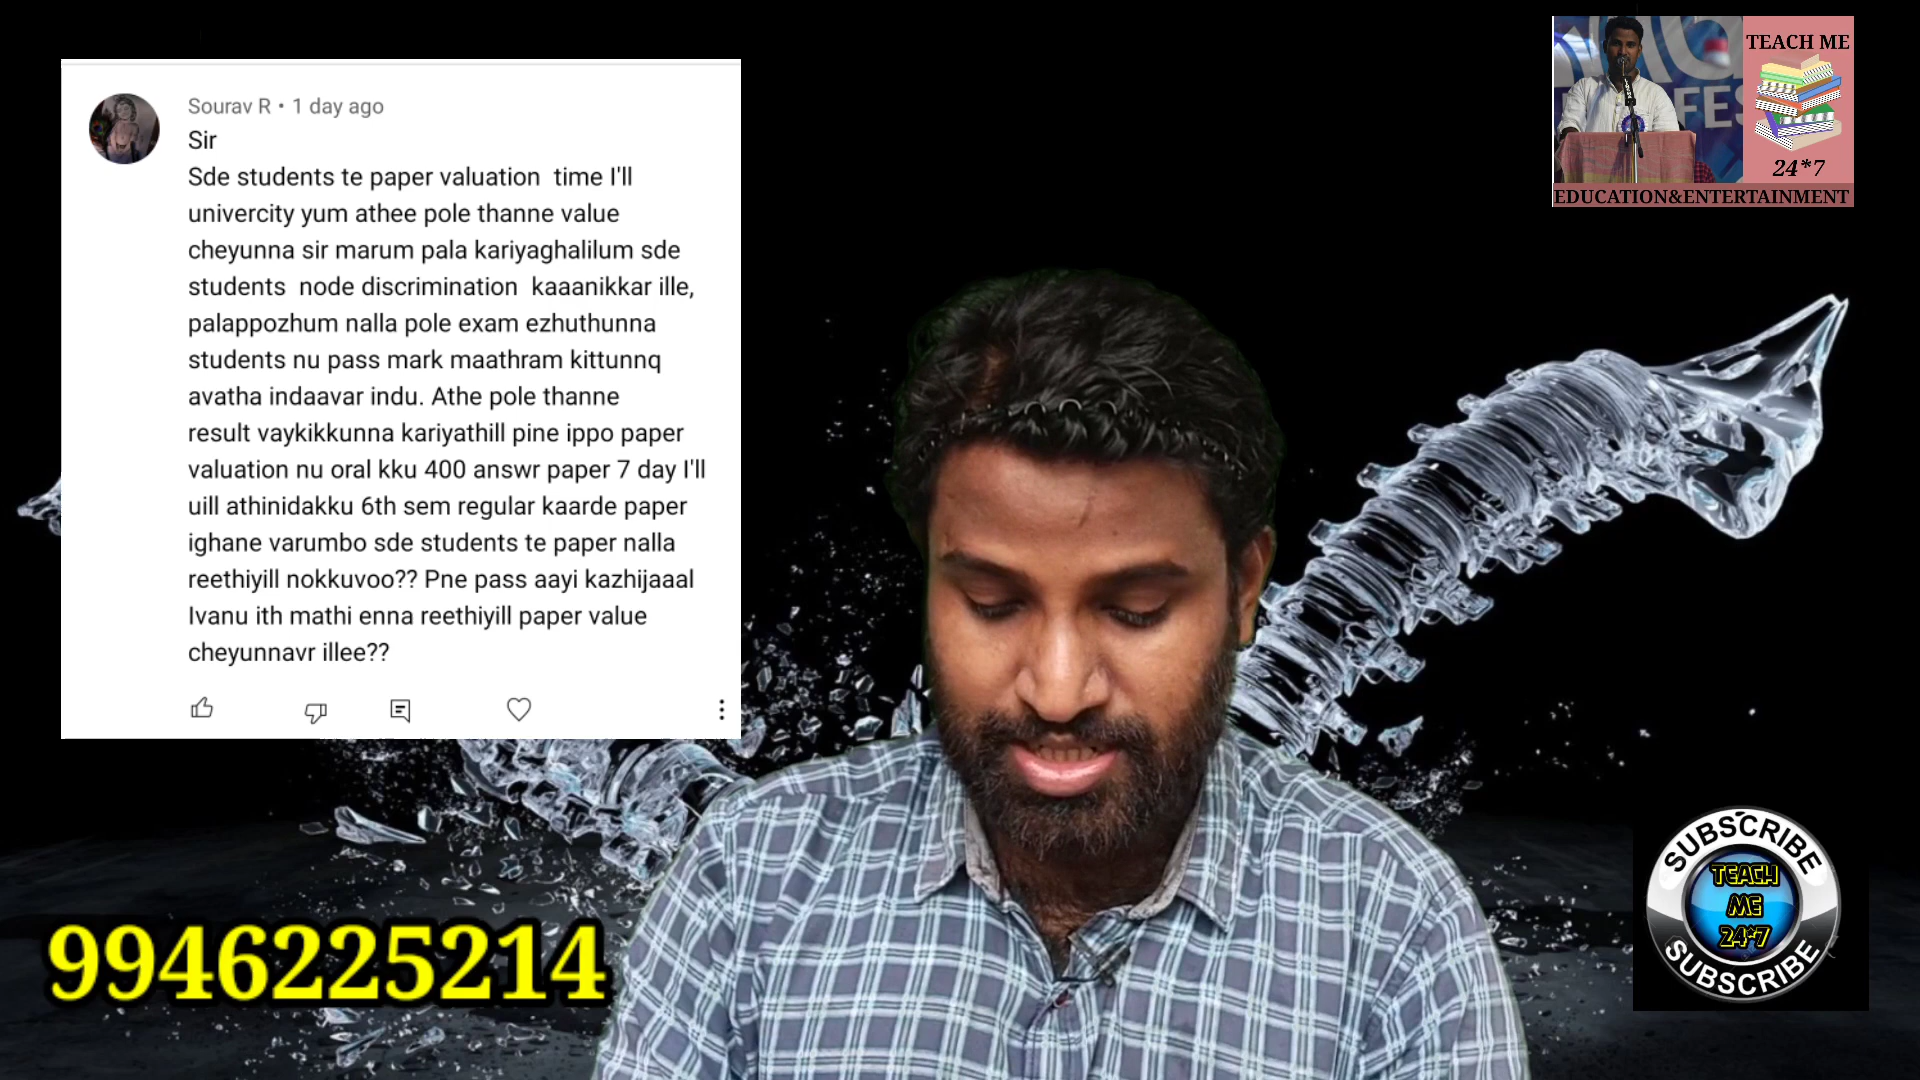 Sourav R • 1 day ago
Sir
Sde students te paper valuation  time I'll
univercity yum athee pole thanne value
cheyunna sir marum pala kariyaghalilum sde
students  node discrimination  kaaanikkar ille,
palappozhum nalla pole exam ezhuthunna
students nu pass mark maathram kittunnq
avatha indaavar indu. Athe pole thanne
result vaykikkunna kariyathill pine ippo paper
valuation nu oral kku 400 answr paper 7 day I'll
uill athinidakku 6th sem regular kaarde paper
ighane varumbo sde students te paper nalla
reethiyill nokkuvoo?? Pne pass aayi kazhijaaal
Ivanu ith mathi enna reethiyill paper value
cheyunnavr illee??
FES
TEACH ME
24*7
EDUCATION&ENTERTAINMENT
9946225214
SUBSCRIBE
TEACH
ME
24*7
SUBSCRIBE